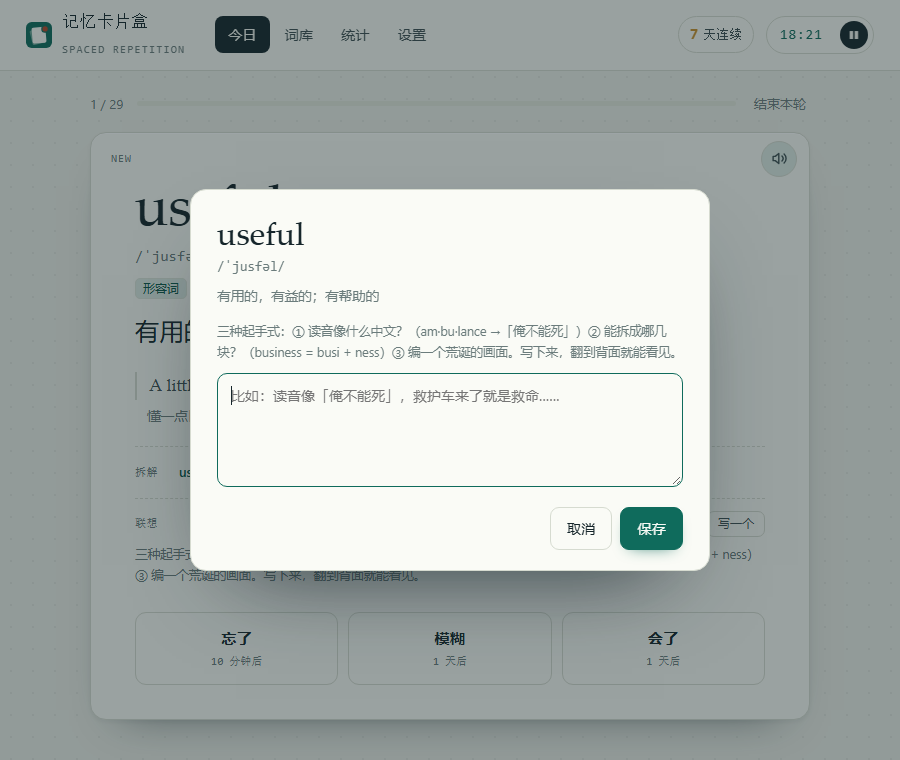 记忆卡片盒
SPACED REPETITION
今日
词库
统计
设置
7 天连续
18:21
1 / 29
结束本轮
NEW
useful
/ˈjusfəl/
有用的，有益的；有帮助的
三种起手式：① 读音像什么中文？（am·bu·lance →「俺不能死」）② 能拆成哪几
块？（business = busi + ness）③ 编一个荒诞的画面。写下来，翻到背面就能看见。
比如：读音像「俺不能死」，救护车来了就是救命……
取消
保存
/ˈjusfə
形容词
有用的
A littl
懂一点
拆解 us
联想
写一个
三种起手式
+ ness）
③ 编一个荒诞的画面。写下来，翻到背面就能看见。
忘了
10 分钟后
模糊
1 天后
会了
1 天后